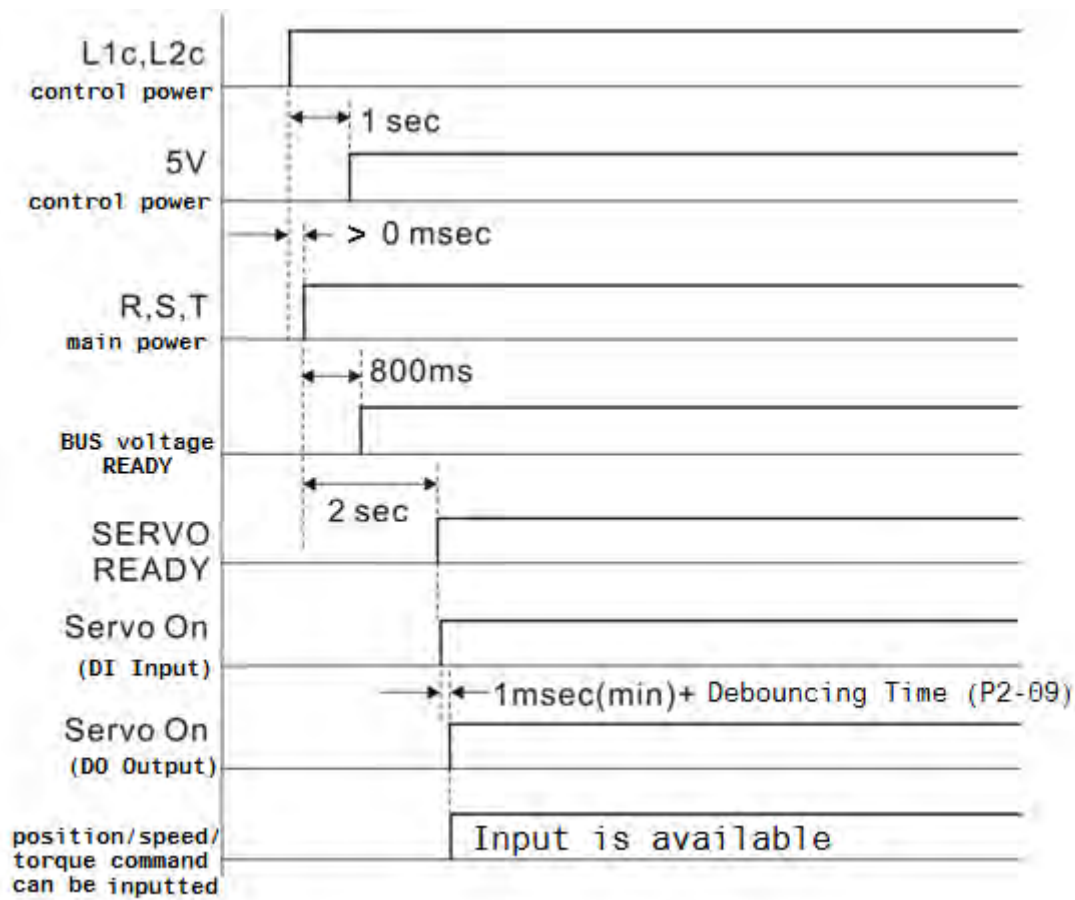 L1c,L2c
control power
1 sec
5V
control power
> 0 msec
R,S,T
main power
800ms
BUS voltage
READY
2 sec
SERVO
READY
Servo On
(DI Input)
1msec(min)+ Debouncing Time (P2-09)
Servo On
(DO Output)
position/speed/
torque command
can be inputted
Input is available